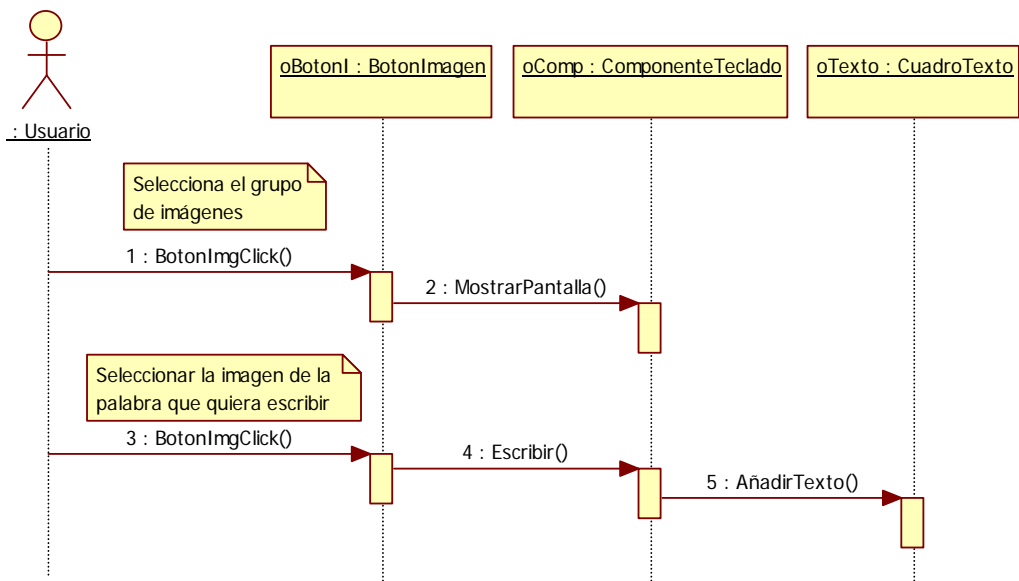 oBotonI : BotonImagen
oComp : ComponenteTeclado
oTexto : CuadroTexto
: Usuario
Selecciona el grupo
de imágenes
1 : BotonImgClick()
2 : MostrarPantalla()
Seleccionar la imagen de la
palabra que quiera escribir
3 : BotonImgClick()
4 : Escribir()
5 : AñadirTexto()